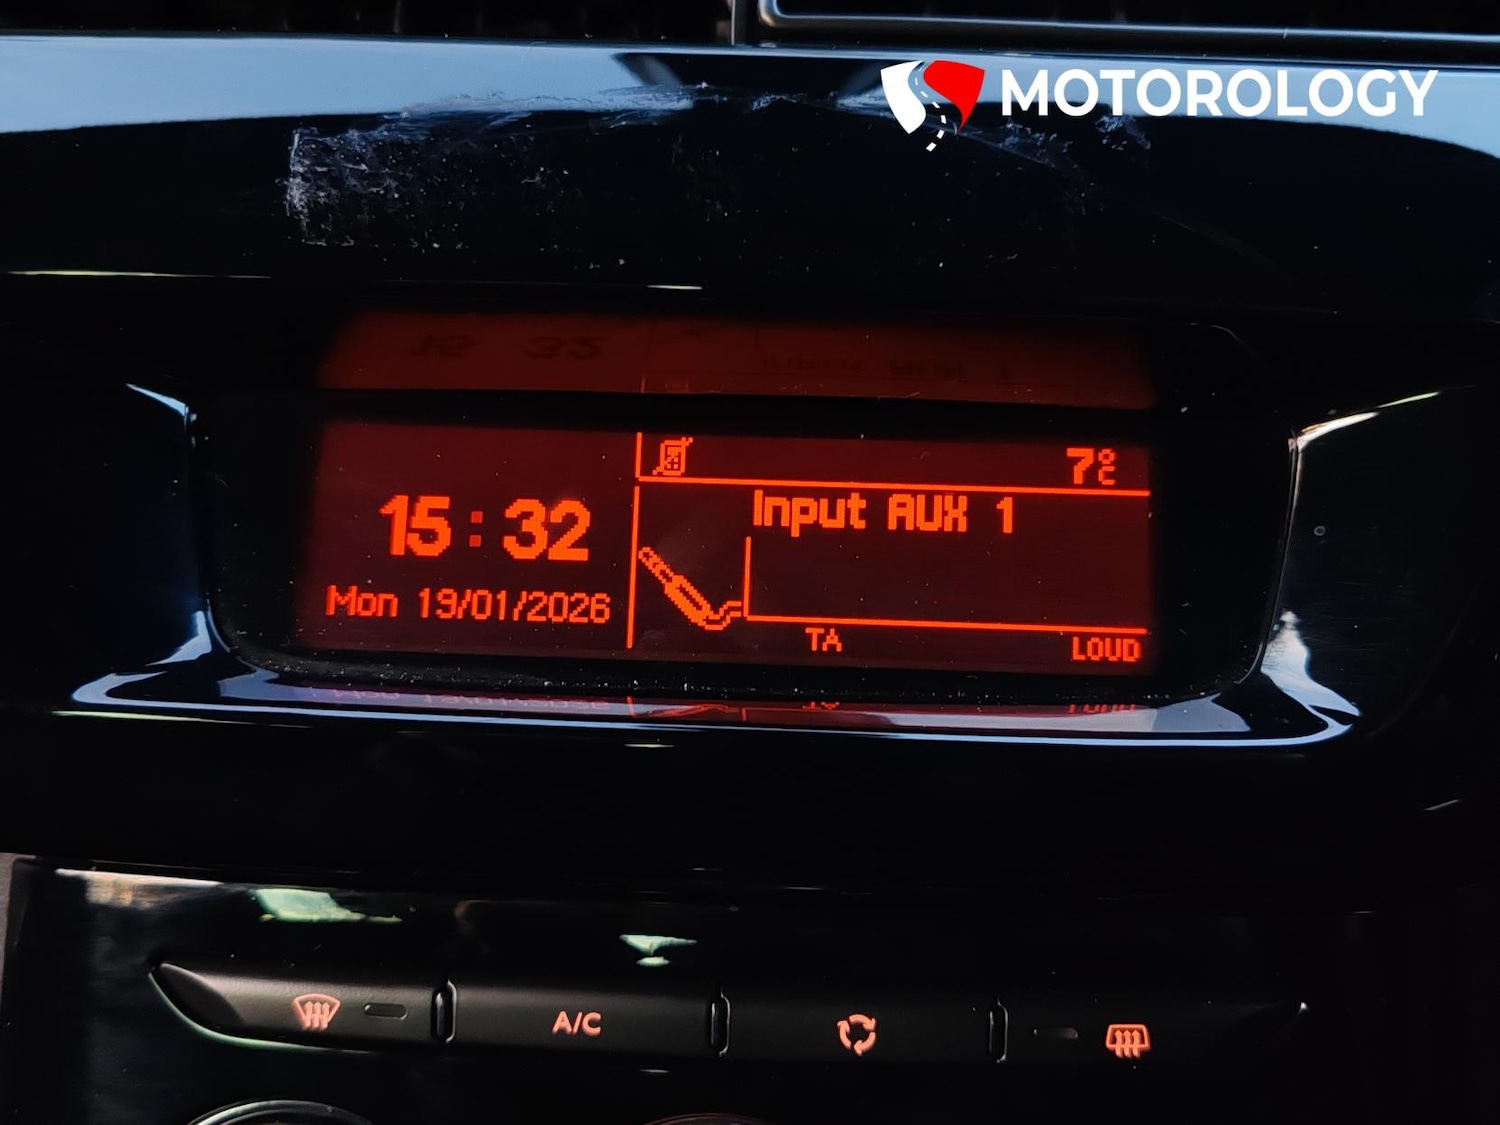 MOTOROLOGY
7°C
Input AUX 1
15:32
Mon 19/01/2026
TA
LOUD
A/C